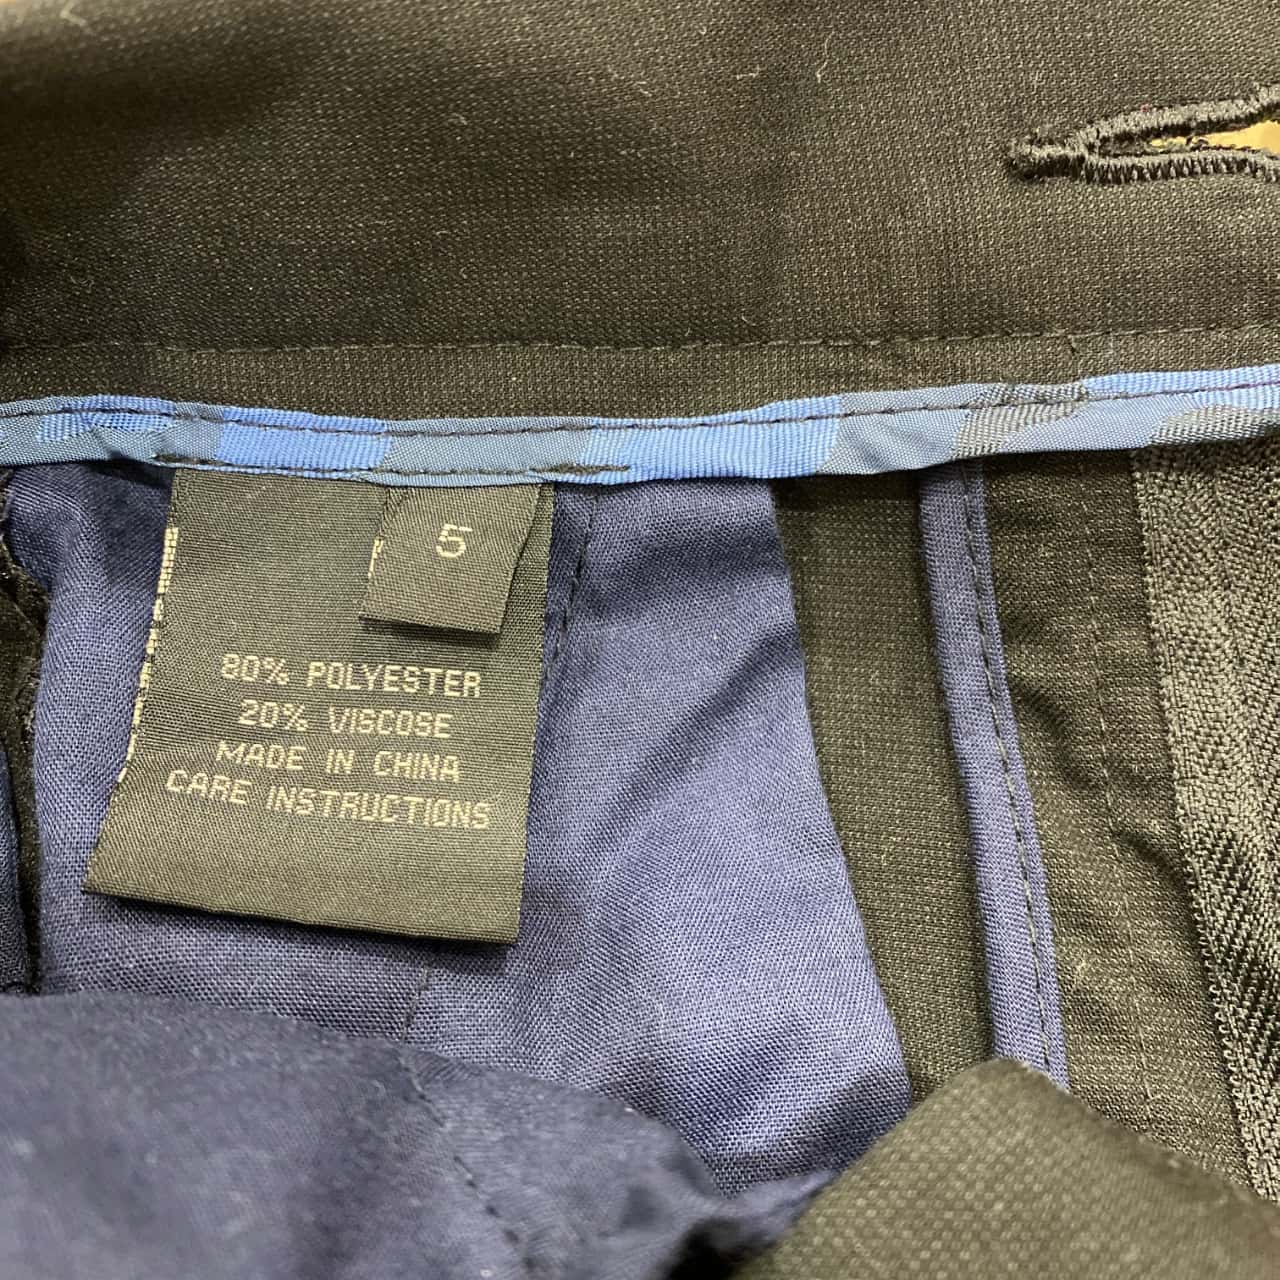 5
80% POLYESTER
20% VISCOSE
MADE IN CHINA
CARE INSTRUCTIONS